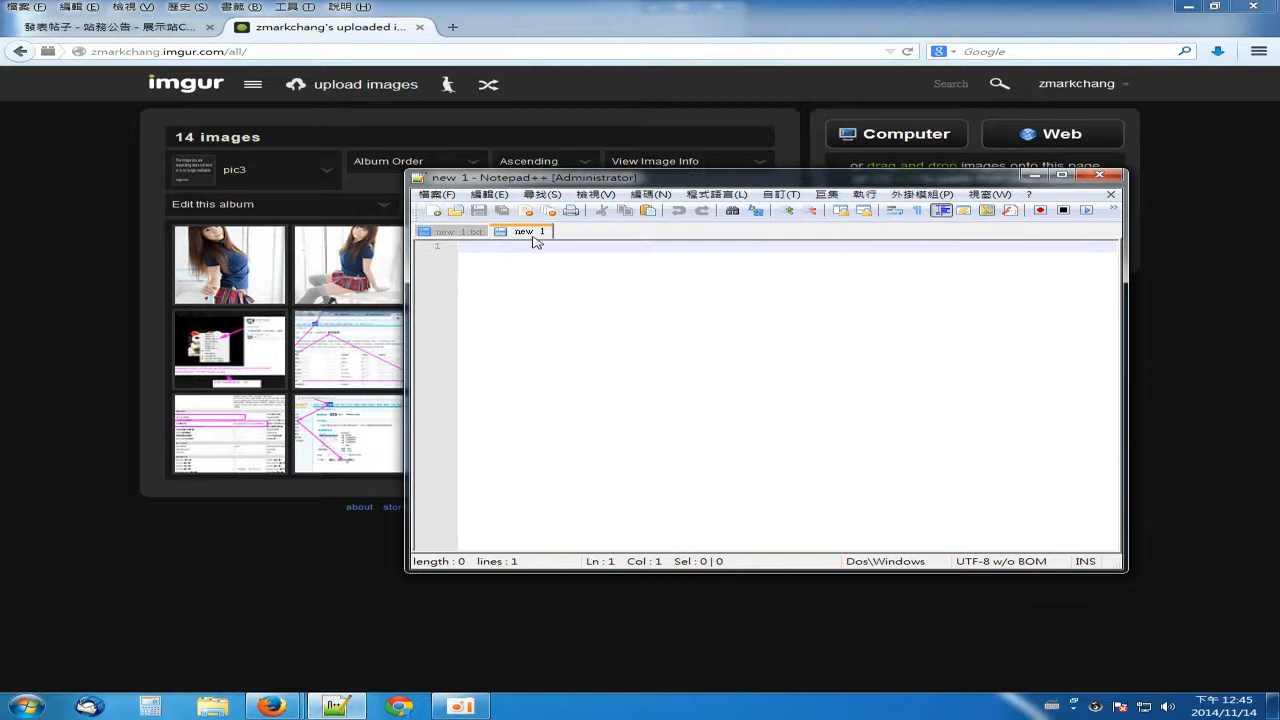 檔案(F) 編輯(E) 檢視(V) 歷史(S) 書籤(B) 工具(T) 說明(H)
發表帖子 - 站務公告 - 展示站C... × zmarkchang's uploaded i... × +
zmarkchang.imgur.com/all/ Google
imgur upload images Search zmarkchang
14 images
pic3 Album Order Ascending View Image Info
Computer Web
or drag and drop images onto this page
Edit this album
new 1 - Notepad++ [Administrator]
檔案(F) 編輯(E) 尋找(S) 檢視(V) 編碼(N) 程式語言(L) 自訂(T) 巨集 執行 外掛模組(P) 視窗(W) ? X
new 1.txt new 1
1
about stor
length : 0 lines : 1 Ln : 1 Col : 1 Sel : 0 | 0 Dos\Windows UTF-8 w/o BOM INS
下午 12:45
2014/11/14